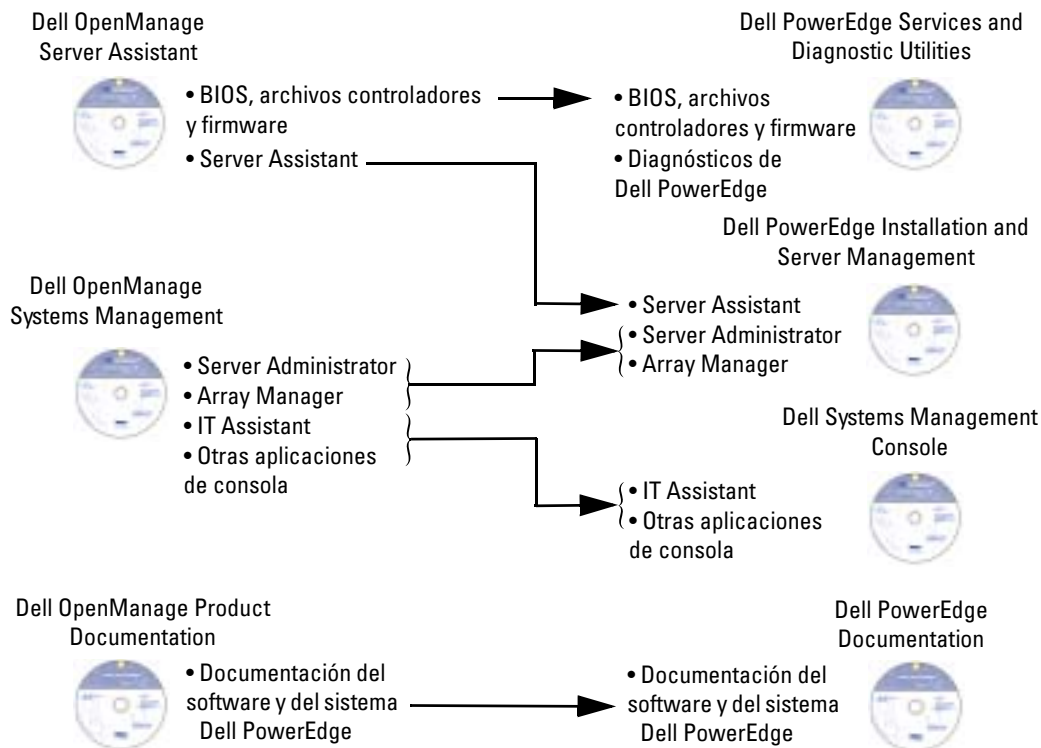 Dell OpenManage
Server Assistant
• BIOS, archivos controladores
y firmware
• Server Assistant
Dell PowerEdge Services and
Diagnostic Utilities
• BIOS, archivos
controladores y firmware
• Diagnósticos de
Dell PowerEdge
Dell PowerEdge Installation and
Server Management
• Server Assistant
• Server Administrator
• Array Manager
Dell OpenManage
Systems Management
• Server Administrator
• Array Manager
• IT Assistant
• Otras aplicaciones
de consola
Dell Systems Management
Console
• IT Assistant
• Otras aplicaciones
de consola
Dell OpenManage Product
Documentation
• Documentación del
software y del sistema
Dell PowerEdge
Dell PowerEdge
Documentation
• Documentación del
software y del sistema
Dell PowerEdge